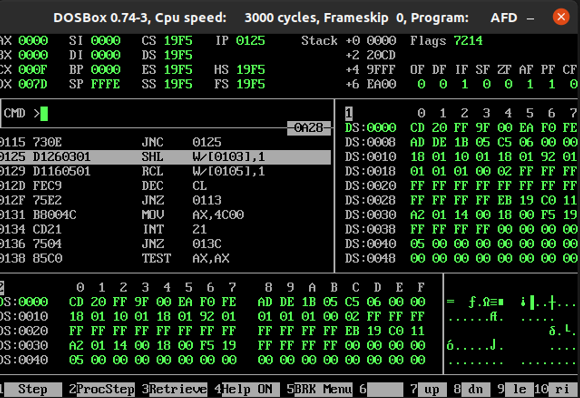 DOSBox 0.74-3, Cpu speed: 3000 cycles, Frameskip 0, Program: AFD
AX 0000 SI 0000 CS 19F5 IP 0125 Stack +0 0000 Flags 7214
BX 0000 DI 0000 DS 19F5 +2 20CD
CX 000F BP 0000 ES 19F5 HS 19F5 +4 9FFF OF DF IF SF ZF AF PF CF
DX 007D SP FFFE SS 19F5 FS 19F5 +6 EA00 0 0 1 0 0 1 1 0
CMD > 1 0 1 2 3 4 5 6 7
0A28 DS:0000 CD 20 FF 9F 00 EA F0 FE
0115 730E JNC 0125 DS:0008 AD DE 1B 05 C5 06 00 00
0125 D1260301 SHL W/[0103],1 DS:0010 18 01 10 01 18 01 92 01
0129 D1160501 RCL W/[0105],1 DS:0018 01 01 01 00 02 FF FF FF
012D FEC9 DEC CL DS:0020 FF FF FF FF FF FF FF FF
012F 75E2 JNZ 0113 DS:0028 FF FF FF FF EB 19 C0 11
0131 B8004C MOV AX,4C00 DS:0030 A2 01 14 00 18 00 F5 19
0134 CD21 INT 21 DS:0038 FF FF FF FF 00 00 00 00
0136 7504 JNZ 013C DS:0040 05 00 00 00 00 00 00 00
0138 85C0 TEST AX,AX DS:0048 00 00 00 00 00 00 00 00
2 0 1 2 3 4 5 6 7 8 9 A B C D E F
DS:0000 CD 20 FF 9F 00 EA F0 FE AD DE 1B 05 C5 06 00 00
DS:0010 18 01 10 01 18 01 92 01 01 01 01 00 02 FF FF FF
DS:0020 FF FF FF FF FF FF FF FF FF FF FF FF EB 19 C0 11
DS:0030 A2 01 14 00 18 00 F5 19 FF FF FF FF 00 00 00 00
DS:0040 05 00 00 00 00 00 00 00 00 00 00 00 00 00 00 00
1 Step 2ProcStep 3Retrieve 4Help ON 5BRK Menu 6 7 up 8 dn 9 le 10 ri